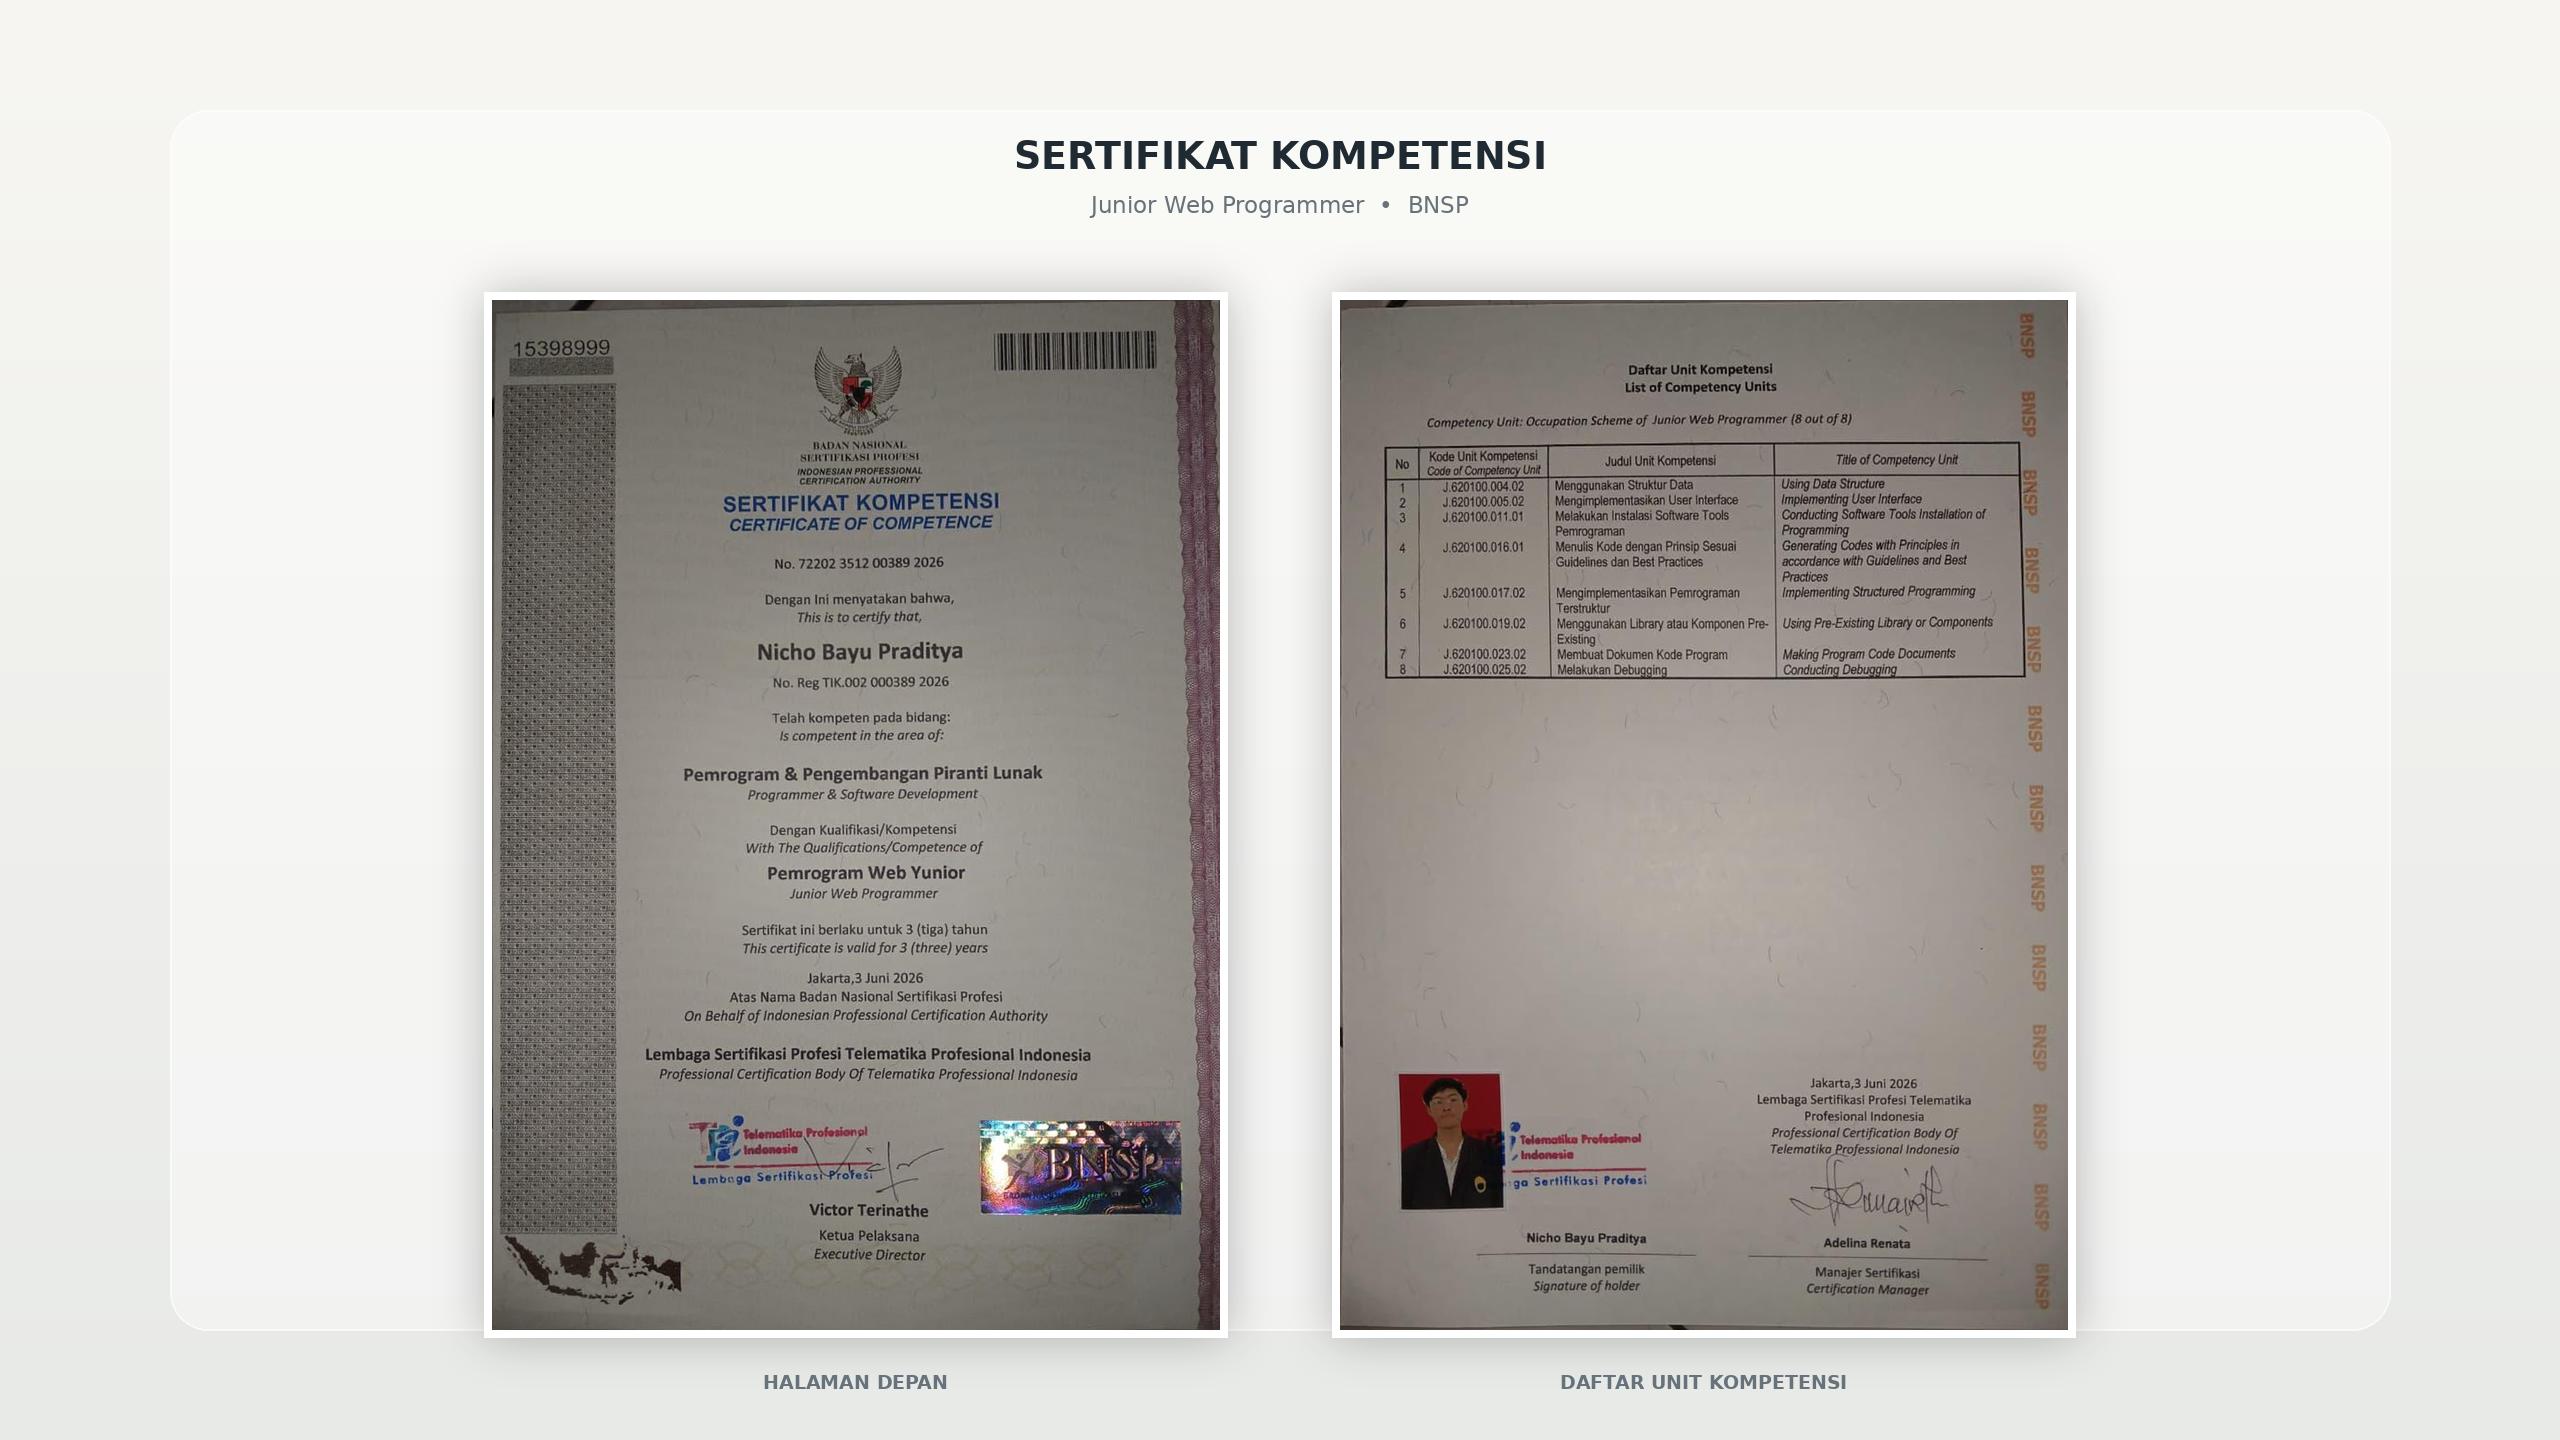 SERTIFIKAT KOMPETENSI
Junior Web Programmer • BNSP
15398999
BADAN NASIONAL
SERTIFIKASI PROFESI
INDONESIAN PROFESSIONAL
CERTIFICATION AUTHORITY
SERTIFIKAT KOMPETENSI
CERTIFICATE OF COMPETENCE
No. 72202 3512 00389 2026
Dengan Ini menyatakan bahwa,
This is to certify that,
Nicho Bayu Praditya
No. Reg TIK.002 000389 2026
Telah kompeten pada bidang:
Is competent in the area of:
Pemrogram & Pengembangan Piranti Lunak
Programmer & Software Development
Dengan Kualifikasi/Kompetensi
With The Qualifications/Competence of
Pemrogram Web Yunior
Junior Web Programmer
Sertifikat ini berlaku untuk 3 (tiga) tahun
This certificate is valid for 3 (three) years
Jakarta,3 Juni 2026
Atas Nama Badan Nasional Sertifikasi Profesi
On Behalf of Indonesian Professional Certification Authority
Lembaga Sertifikasi Profesi Telematika Profesional Indonesia
Professional Certification Body Of Telematika Professional Indonesia
Telematika Profesional
Indonesia
Lembaga Sertifikasi Profesi
BNSP
Victor Terinathe
Ketua Pelaksana
Executive Director
HALAMAN DEPAN
Daftar Unit Kompetensi
List of Competency Units
Competency Unit: Occupation Scheme of Junior Web Programmer (8 out of 8)
No Kode Unit Kompetensi Code of Competency Unit Judul Unit Kompetensi Title of Competency Unit
1 J.620100.004.02 Menggunakan Struktur Data Using Data Structure
2 J.620100.005.02 Mengimplementasikan User Interface Implementing User Interface
3 J.620100.011.01 Melakukan Instalasi Software Tools Pemrograman Conducting Software Tools Installation of Programming
4 J.620100.016.01 Menulis Kode dengan Prinsip Sesuai Guidelines dan Best Practices Generating Codes with Principles in accordance with Guidelines and Best Practices
5 J.620100.017.02 Mengimplementasikan Pemrograman Terstruktur Implementing Structured Programming
6 J.620100.019.02 Menggunakan Library atau Komponen Pre-Existing Using Pre-Existing Library or Components
7 J.620100.023.02 Membuat Dokumen Kode Program Making Program Code Documents
8 J.620100.025.02 Melakukan Debugging Conducting Debugging
BNSP
BNSP
BNSP
BNSP
BNSP
BNSP
BNSP
BNSP
BNSP
BNSP
BNSP
BNSP
BNSP
Jakarta,3 Juni 2026
Lembaga Sertifikasi Profesi Telematika
Profesional Indonesia
Professional Certification Body Of
Telematika Professional Indonesia
Telematika Profesional
Indonesia
ga Sertifikasi Profesi
Nicho Bayu Praditya
Tandatangan pemilik
Signature of holder
Adelina Renata
Manajer Sertifikasi
Certification Manager
DAFTAR UNIT KOMPETENSI